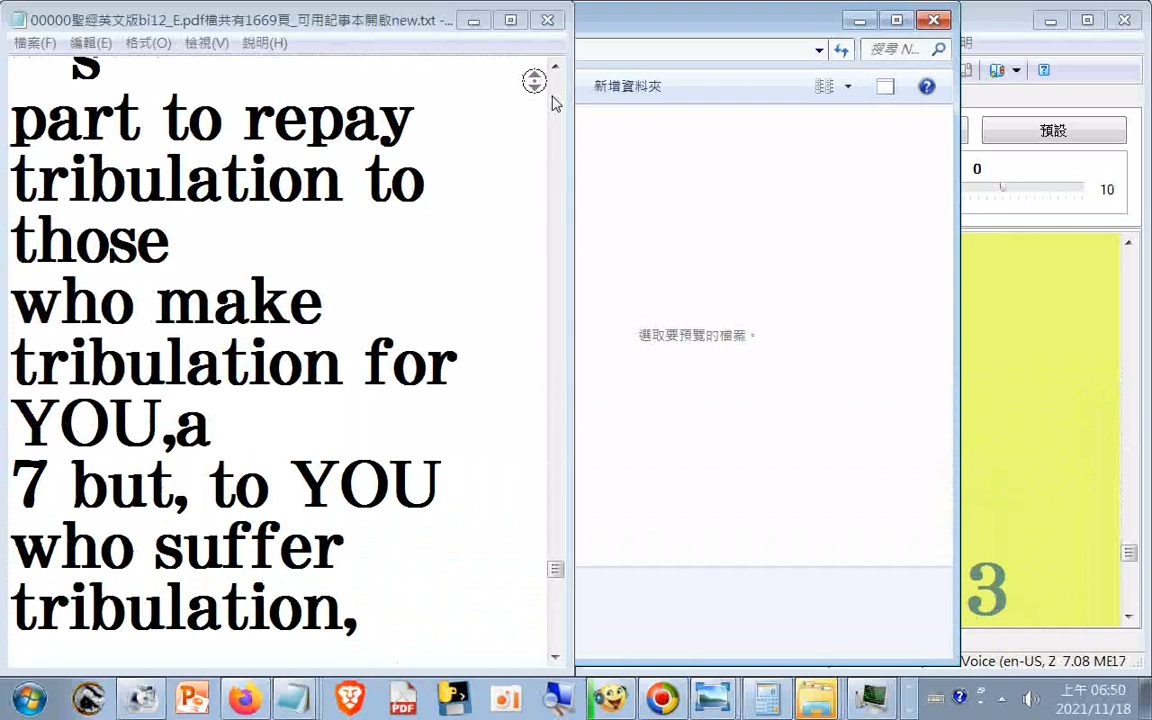 00000聖經英文版bi12_E.pdf檔共有1669頁_可用記事本開啟new.txt -...
檔案(F) 編輯(E) 格式(O) 檢視(V) 說明(H)
s
part to repay
tribulation to
those
who make
tribulation for
YOU,a
7 but, to YOU
who suffer
tribulation,
搜尋 N...
新增資料夾
選取要預覽的檔案。
明
預設
0
10
3
Voice (en-US, Z 7.08 ME17
PDF
上午 06:50
2021/11/18